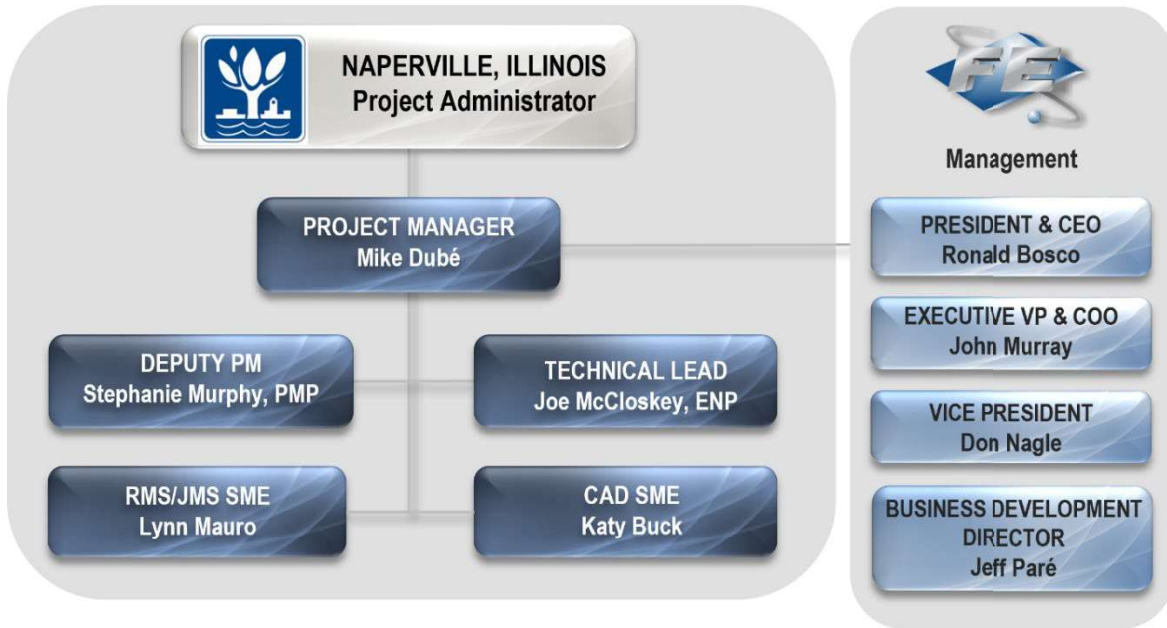 NAPERVILLE, ILLINOIS
Project Administrator
PROJECT MANAGER
Mike Dubé
DEPUTY PM
Stephanie Murphy, PMP
TECHNICAL LEAD
Joe McCloskey, ENP
RMS/JMS SME
Lynn Mauro
CAD SME
Katy Buck
FE
Management
PRESIDENT & CEO
Ronald Bosco
EXECUTIVE VP & COO
John Murray
VICE PRESIDENT
Don Nagle
BUSINESS DEVELOPMENT
DIRECTOR
Jeff Paré